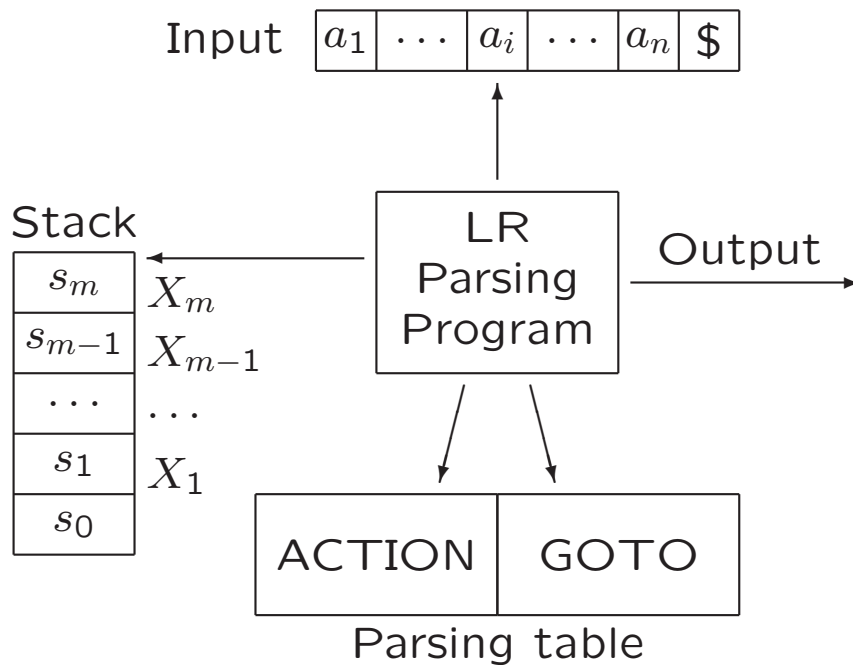 Input a₁ ⋯ aᵢ ⋯ aₙ $
LR
Parsing
Program
Stack
sₘ Xₘ
sₘ₋₁ Xₘ₋₁
⋯ ⋯
s₁ X₁
s₀
Output
ACTION GOTO
Parsing table